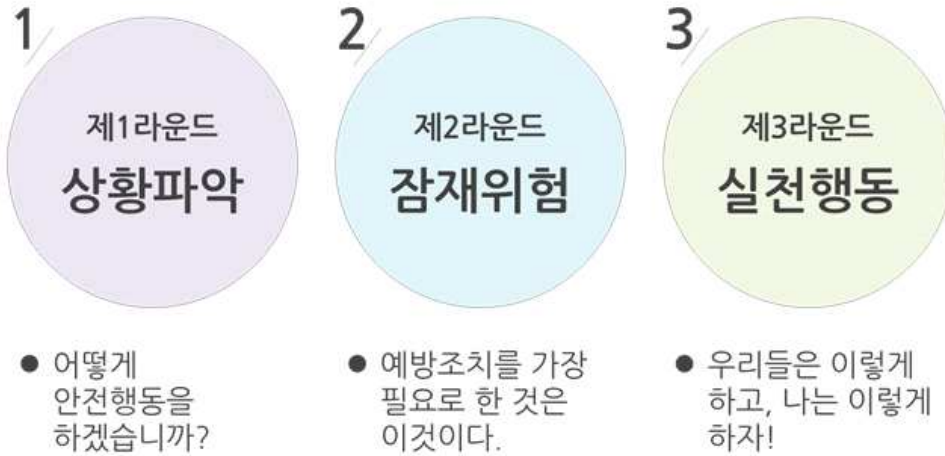 1
제1라운드
상황파악
● 어떻게
안전행동을
하겠습니까?
2
제2라운드
잠재위험
● 예방조치를 가장
필요로 한 것은
이것이다.
3
제3라운드
실천행동
● 우리들은 이렇게
하고, 나는 이렇게
하자!